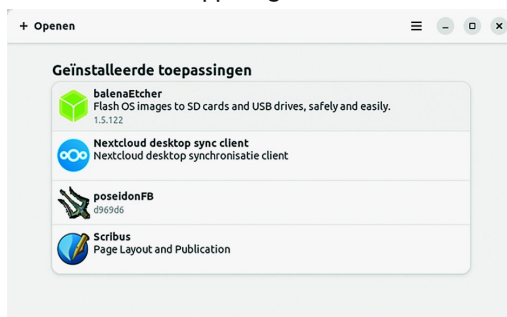 + Openen
Geïnstalleerde toepassingen
balenaEtcher
Flash OS images to SD cards and USB drives, safely and easily.
1.5.122
Nextcloud desktop sync client
Nextcloud desktop synchronisatie client
poseidonFB
d969d6
Scribus
Page Layout and Publication